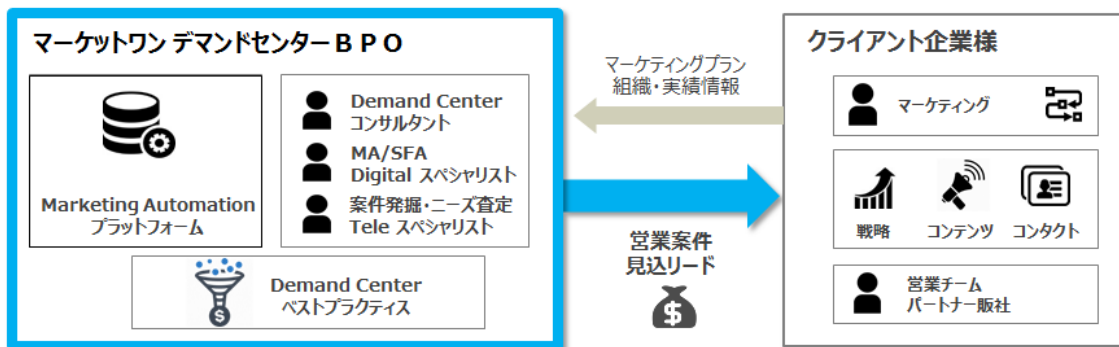 マーケットワン デマンドセンターＢＰＯ
Marketing Automation
プラットフォーム
Demand Center
コンサルタント
MA/SFA
Digital スペシャリスト
案件発掘・ニーズ査定
Tele スペシャリスト
$
Demand Center
ベストプラクティス
マーケティングプラン
組織・実績情報
営業案件
見込リード
$
クライアント企業様
マーケティング
戦略
コンテンツ
コンタクト
営業チーム
パートナー販社